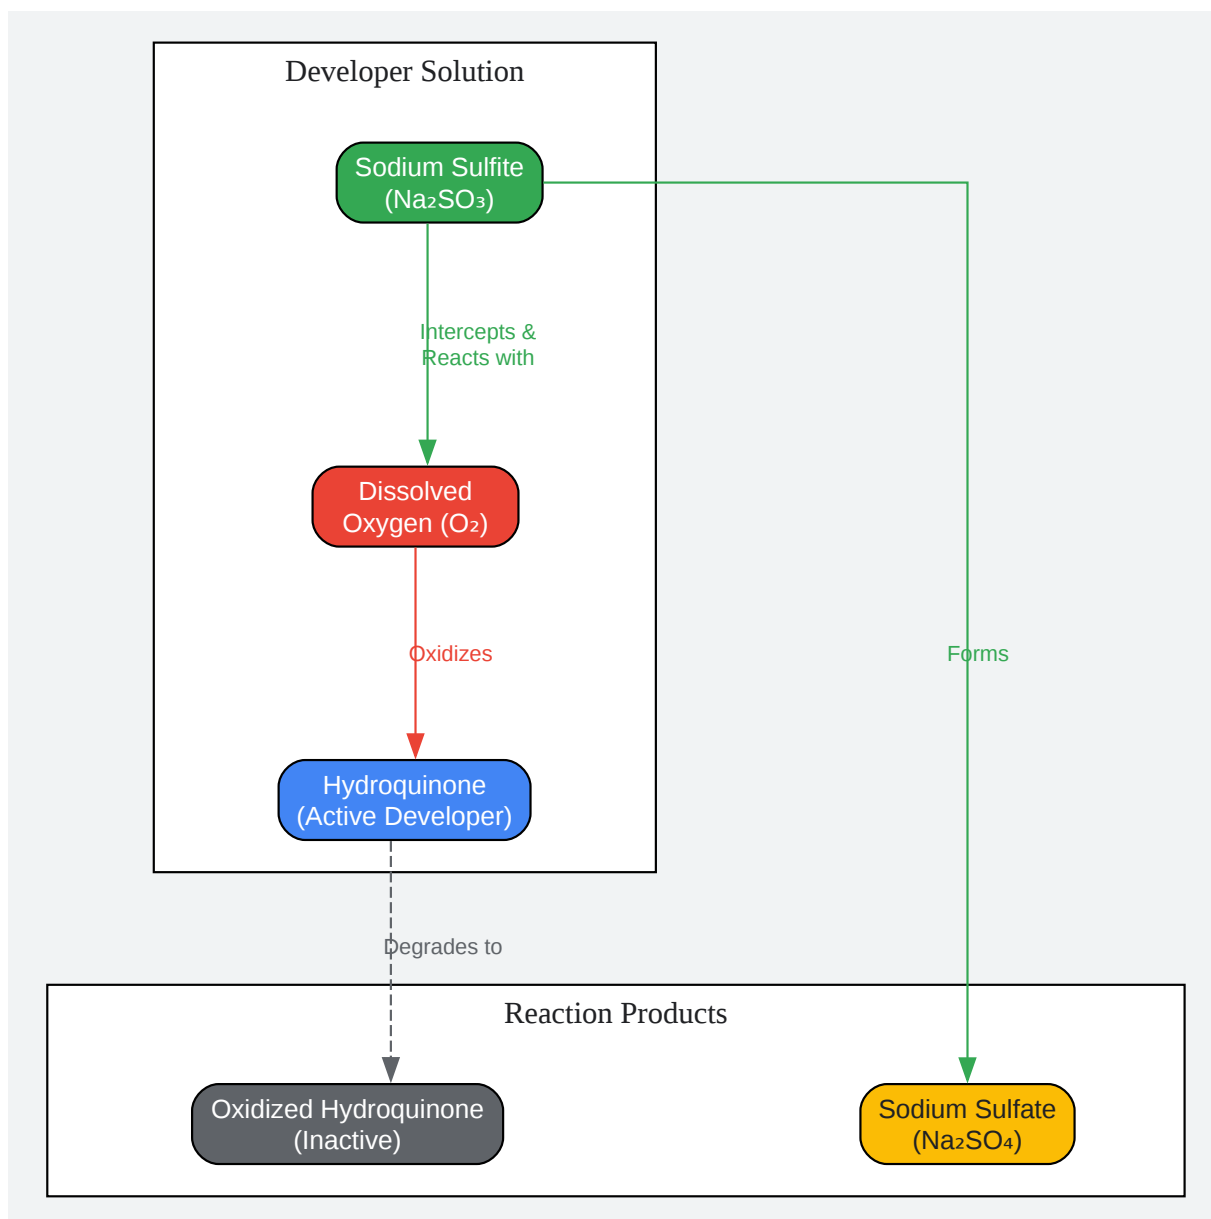 Developer Solution
Sodium Sulfite
(Na₂SO₃)
Intercepts &
Reacts with
Dissolved
Oxygen (O₂)
Oxidizes
Forms
Hydroquinone
(Active Developer)
Degrades to
Reaction Products
Oxidized Hydroquinone
(Inactive)
Sodium Sulfate
(Na₂SO₄)